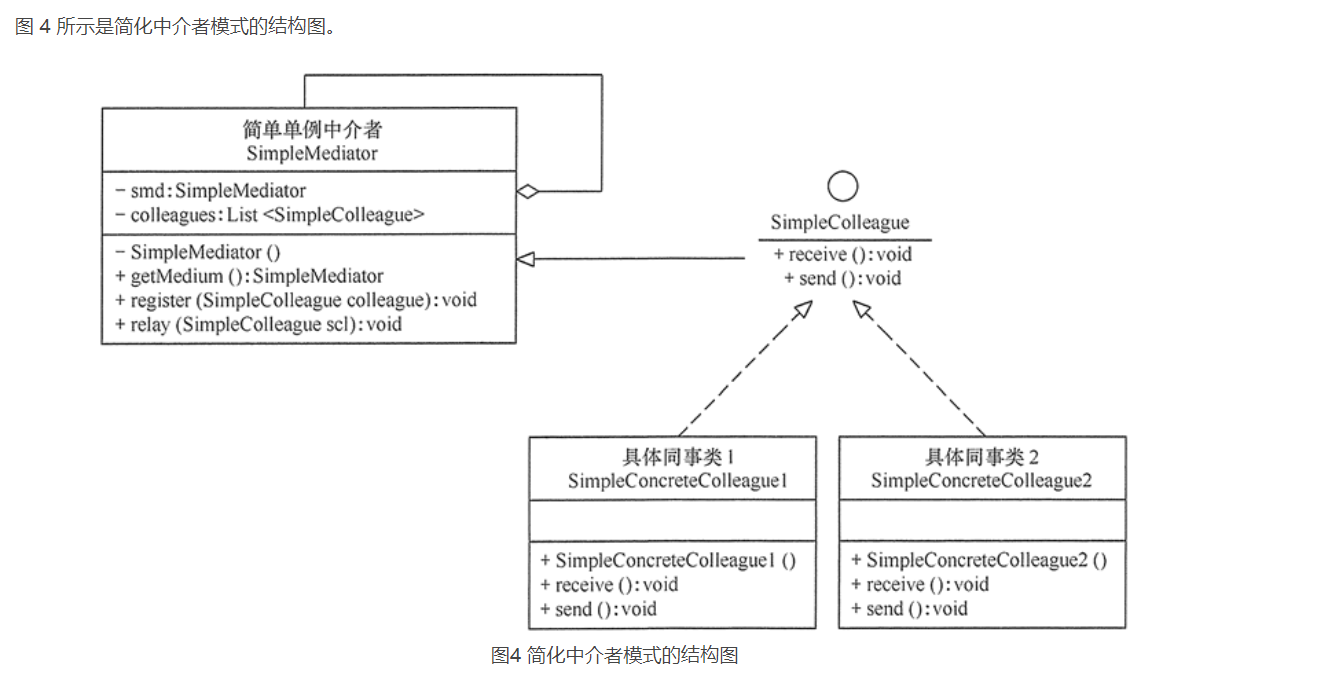 图 4 所示是简化中介者模式的结构图。
简单单例中介者
SimpleMediator
− smd:SimpleMediator
− colleagues:List <SimpleColleague>
− SimpleMediator ()
+ getMedium ():SimpleMediator
+ register (SimpleColleague colleague):void
+ relay (SimpleColleague scl):void
SimpleColleague
+ receive ():void
+ send ():void
具体同事类 1
SimpleConcreteColleague1
+ SimpleConcreteColleague1 ()
+ receive ():void
+ send ():void
具体同事类 2
SimpleConcreteColleague2
+ SimpleConcreteColleague2 ()
+ receive ():void
+ send ():void
图4 简化中介者模式的结构图